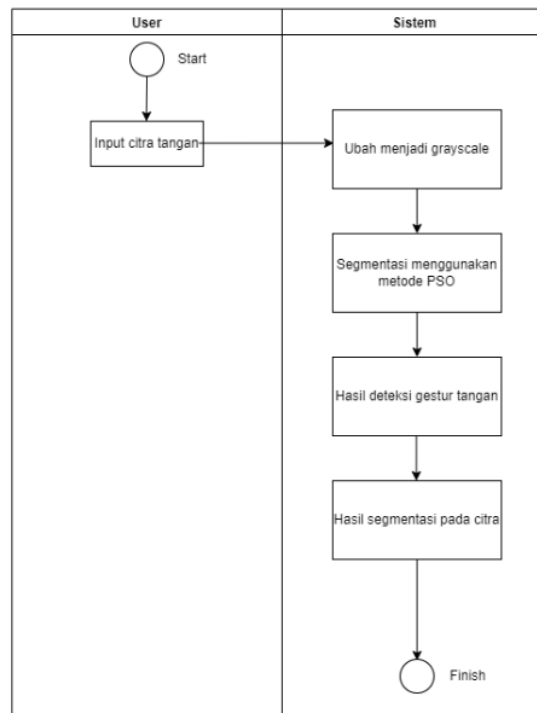 User
Sistem
Start
Input citra tangan
Ubah menjadi grayscale
Segmentasi menggunakan
metode PSO
Hasil deteksi gestur tangan
Hasil segmentasi pada citra
Finish